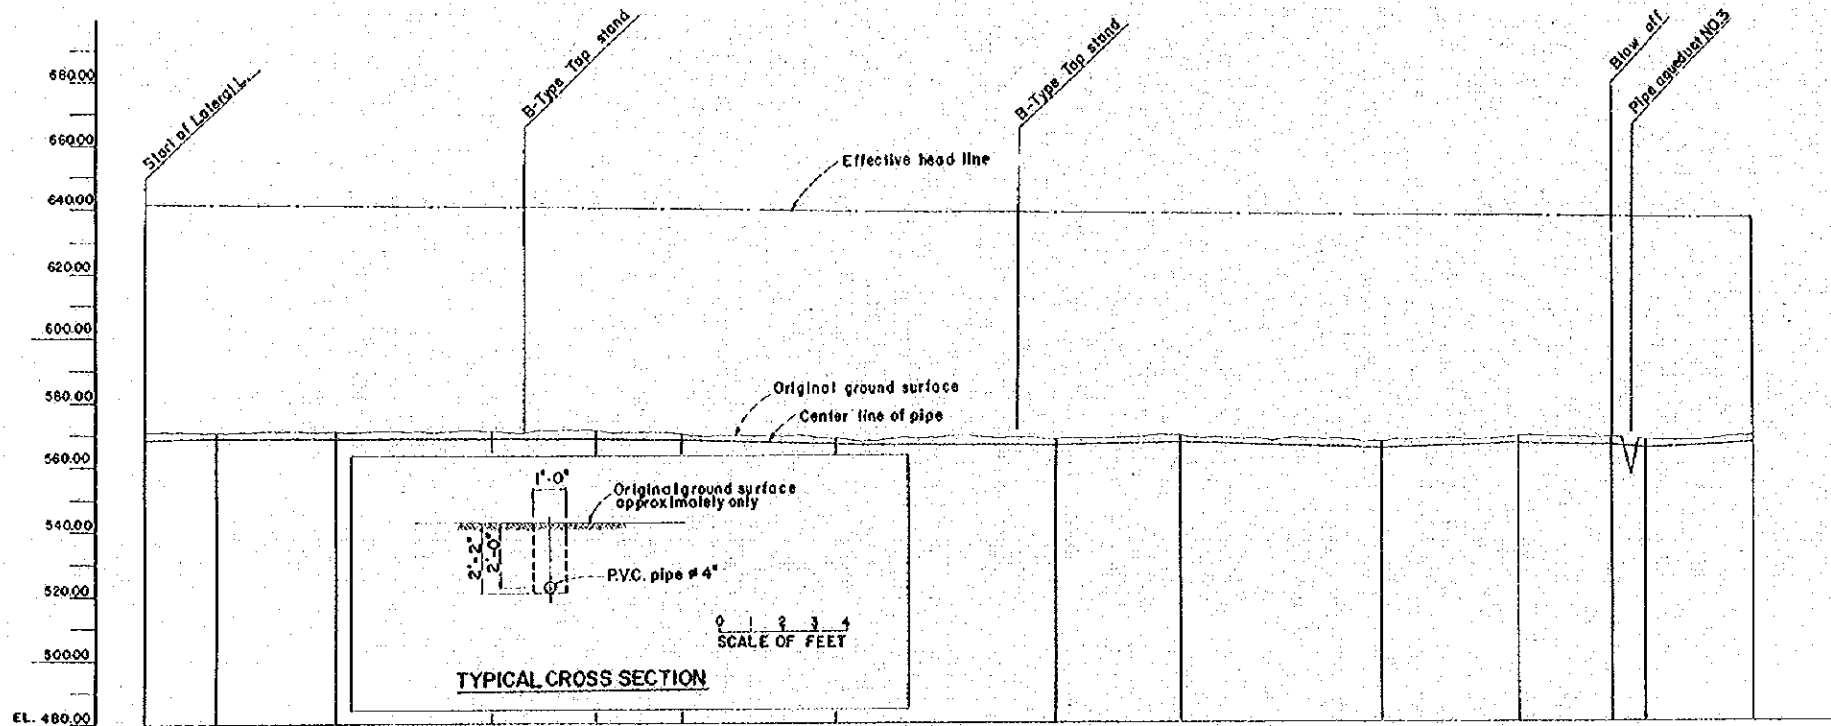 Start of Lateral L.
B-Type Tap stand
B-Type Tap stand
Blow off
Pipe aqueduct NO.3
680.00
660.00
640.00
620.00
600.00
580.00
560.00
540.00
520.00
500.00
EL. 480.00
Effective head line
Original ground surface
Center line of pipe
1'-0"
Original ground surface
approximately only
2'-2"
2'-0"
P.V.C. pipe ø 4"
0 1 2 3 4
SCALE OF FEET
TYPICAL CROSS SECTION